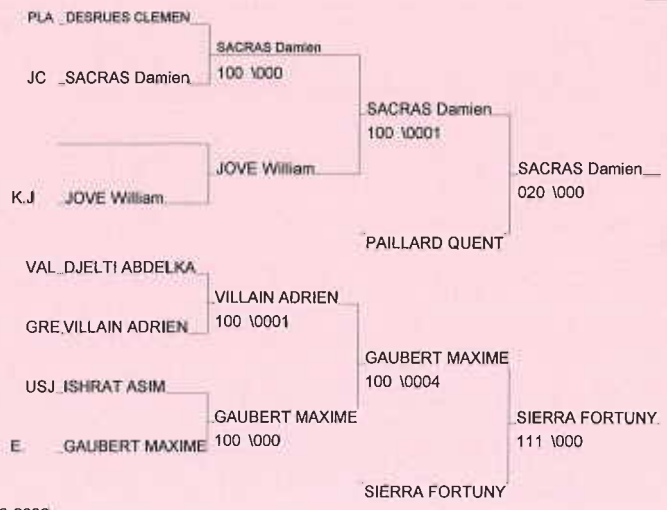 PLA DESRUES CLEMEN
SACRAS Damien
100 \000
JC SACRAS Damien
SACRAS Damien
100 \0001
JOVE William
SACRAS Damien
020 \000
K.J JOVE William
PAILLARD QUENT
VAL DJELTI ABDELKA
VILLAIN ADRIEN
100 \0001
GRE VILLAIN ADRIEN
GAUBERT MAXIME
100 \0004
USJ ISHRAT ASIM
GAUBERT MAXIME
100 \000
SIERRA FORTUNY
111 \000
E. GAUBERT MAXIME
SIERRA FORTUNY